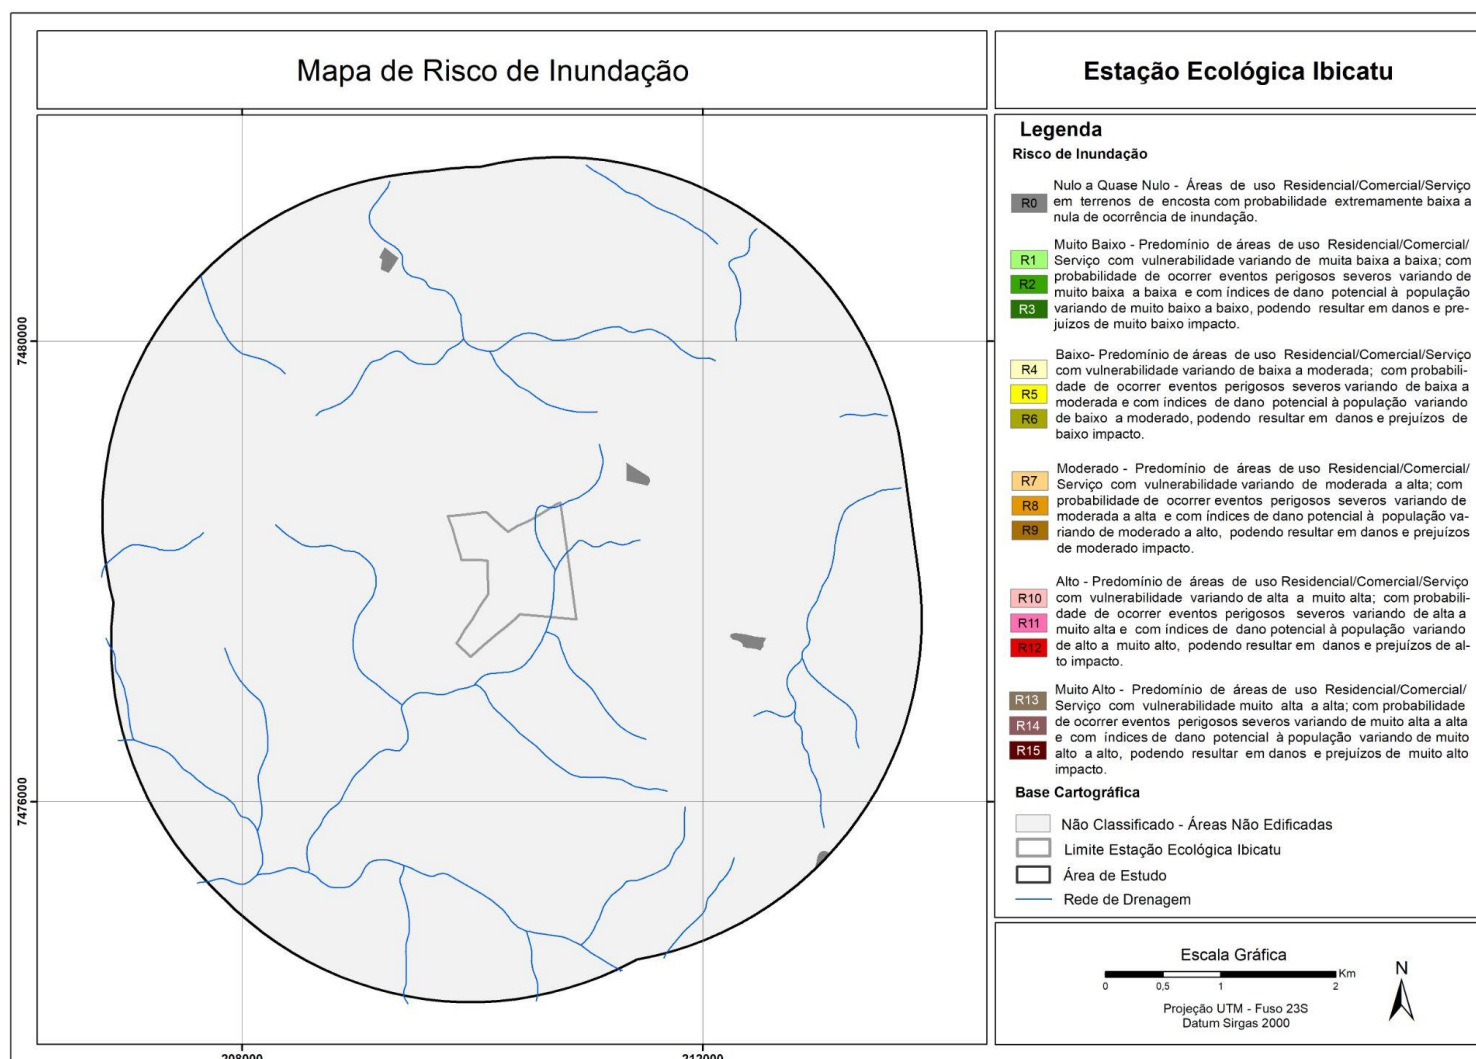 Mapa de Risco de Inundação
Estação Ecológica Ibicatu
7480000
7476000
208000
212000
Legenda
Risco de Inundação
R0
Nulo a Quase Nulo - Áreas de uso Residencial/Comercial/Serviço
em terrenos de encosta com probabilidade extremamente baixa a
nula de ocorrência de inundação.
R1
R2
R3
Muito Baixo - Predomínio de áreas de uso Residencial/Comercial/
Serviço com vulnerabilidade variando de muita baixa a baixa; com
probabilidade de ocorrer eventos perigosos severos variando de
muito baixa a baixa e com índices de dano potencial à população
variando de muito baixo a baixo, podendo resultar em danos e pre-
juízos de muito baixo impacto.
R4
R5
R6
Baixo- Predomínio de áreas de uso Residencial/Comercial/Serviço
com vulnerabilidade variando de baixa a moderada; com probabili-
dade de ocorrer eventos perigosos severos variando de baixa a
moderada e com índices de dano potencial à população variando
de baixo a moderado, podendo resultar em danos e prejuízos de
baixo impacto.
R7
R8
R9
Moderado - Predomínio de áreas de uso Residencial/Comercial/
Serviço com vulnerabilidade variando de moderada a alta; com
probabilidade de ocorrer eventos perigosos severos variando de
moderada a alta e com índices de dano potencial à população va-
riando de moderado a alto, podendo resultar em danos e prejuízos
de moderado impacto.
R10
R11
R12
Alto - Predomínio de áreas de uso Residencial/Comercial/Serviço
com vulnerabilidade variando de alta a muito alta; com probabili-
dade de ocorrer eventos perigosos severos variando de alta a
muito alta e com índices de dano potencial à população variando
de alto a muito alto, podendo resultar em danos e prejuízos de al-
to impacto.
R13
R14
R15
Muito Alto - Predomínio de áreas de uso Residencial/Comercial/
Serviço com vulnerabilidade muito alta a alta; com probabilidade
de ocorrer eventos perigosos severos variando de muito alta a alta
e com índices de dano potencial à população variando de muito
alto a alto, podendo resultar em danos e prejuízos de muito alto
impacto.
Base Cartográfica
Não Classificado - Áreas Não Edificadas
Limite Estação Ecológica Ibicatu
Área de Estudo
Rede de Drenagem
Escala Gráfica
Km
0 0,5 1 2
N
Projeção UTM - Fuso 23S
Datum Sirgas 2000